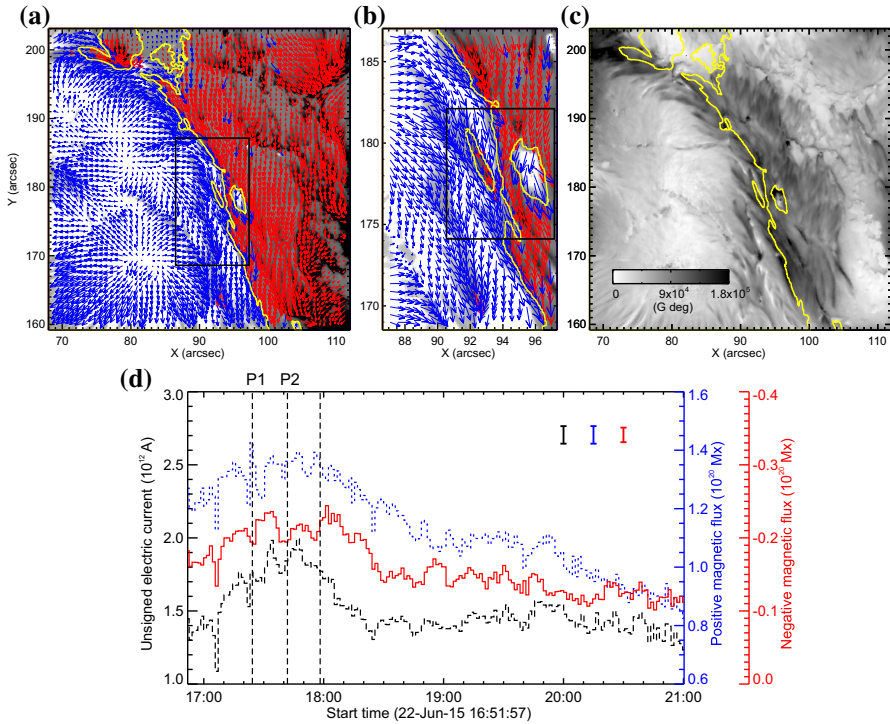 (a)
(b)
(c)
200
190
180
170
160
Y (arcsec)
70 80 90 100 110
X (arcsec)
185
180
175
170
88 90 92 94 96
X (arcsec)
200
190
180
170
160
0 9x10⁴ 1.8x10⁵
(G deg)
70 80 90 100 110
X (arcsec)
(d)
P1 P2
3.0
2.5
2.0
1.5
1.0
Unsigned electric current (10¹² A)
1.6
1.4
1.2
1.0
0.8
0.6
Positive magnetic flux (10²⁰ Mx)
-0.4
-0.3
-0.2
-0.1
0.0
Negative magnetic flux (10²⁰ Mx)
17:00 18:00 19:00 20:00 21:00
Start time (22-Jun-15 16:51:57)